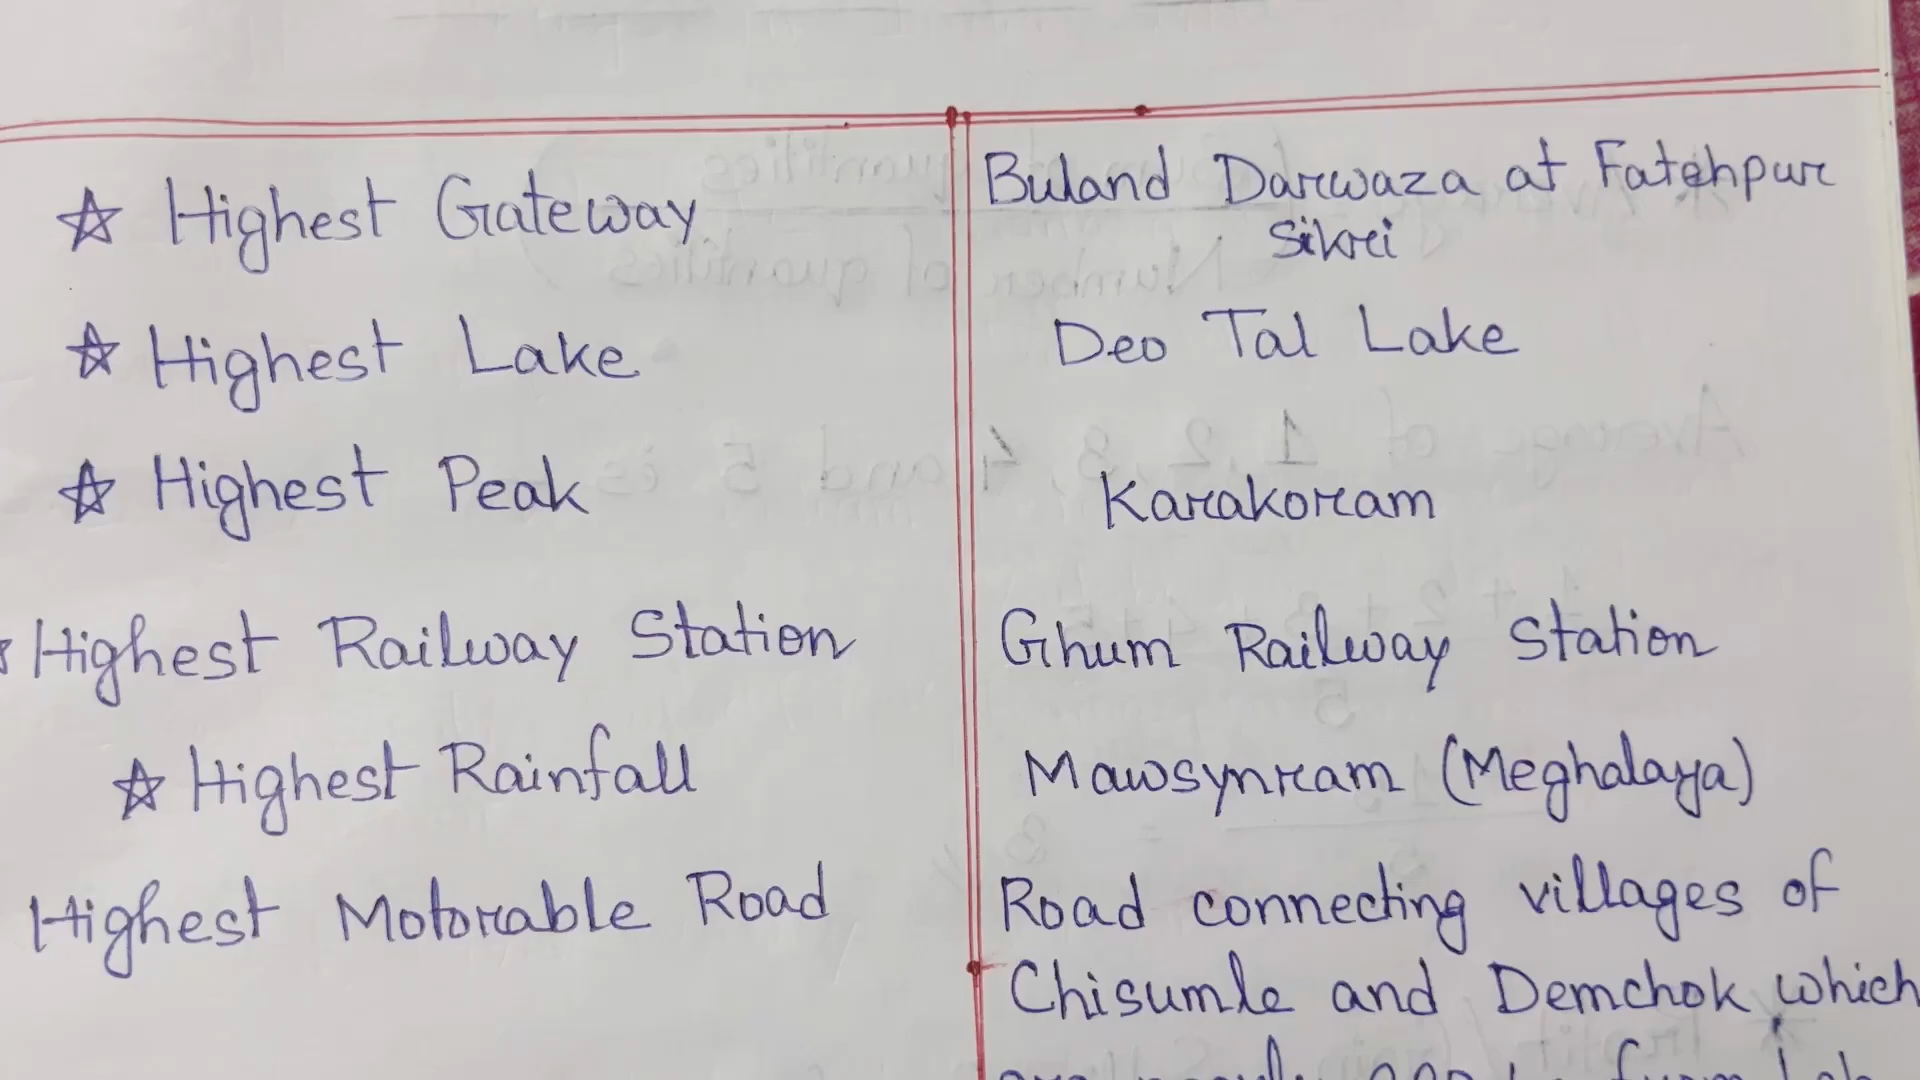 ☆ Highest Gateway
Buland Darwaza at Fatehpur
Sikri
☆ Highest Lake
Deo Tal Lake
☆ Highest Peak
Karakoram
Highest Railway Station
Ghum Railway Station
☆ Highest Rainfall
Mawsynram (Meghalaya)
Highest Motorable Road
Road connecting villages of
Chisumle and Demchok which